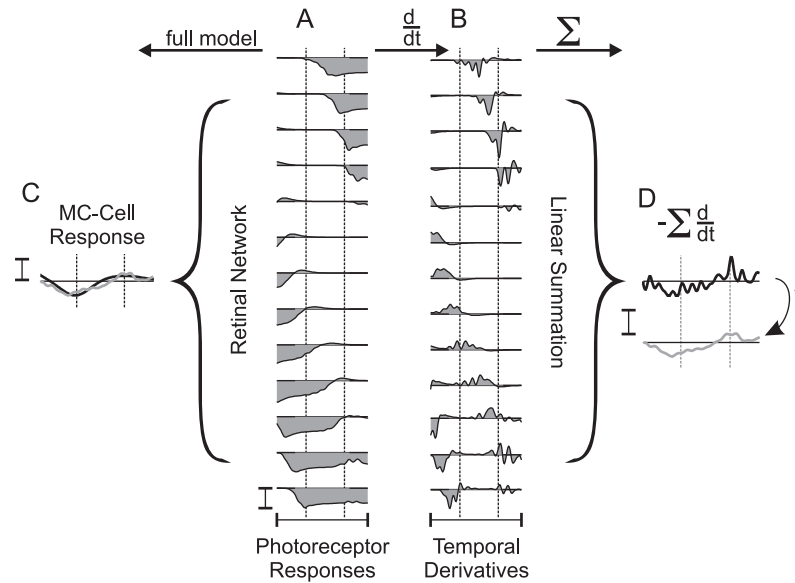 A
B
full model
d
dt
Σ
C
MC-Cell
Response
Retinal Network
Linear Summation
D
-Σ d
dt
Photoreceptor
Responses
Temporal
Derivatives